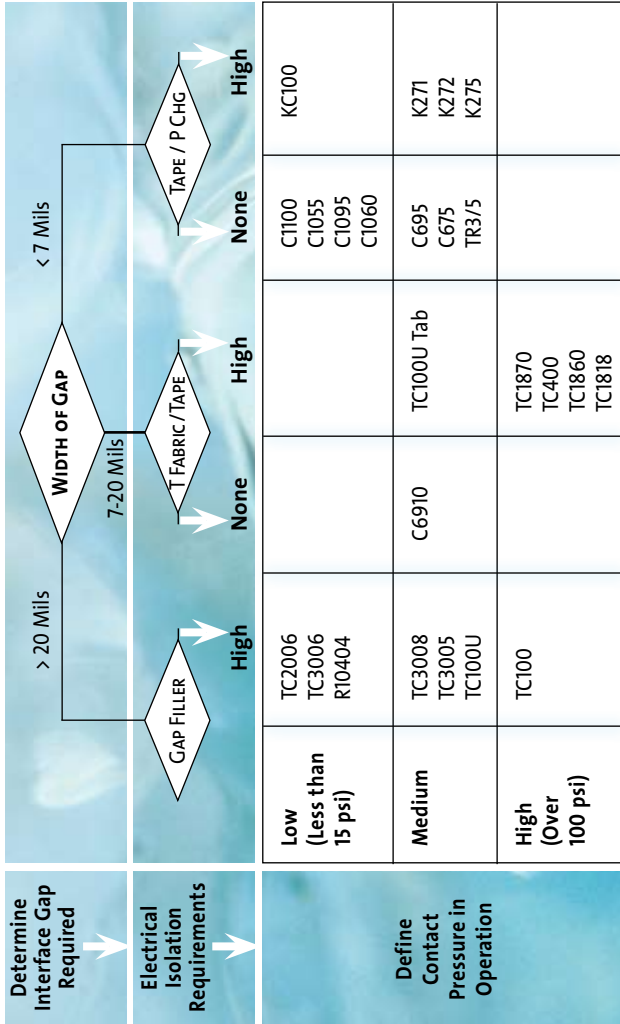 Determine
Interface Gap
Required
> 20 Mils
WIDTH OF GAP
7-20 Mils
< 7 Mils
Electrical
Isolation
Requirements
GAP FILLER
High
T FABRIC/TAPE
None
High
TAPE / P CHG
None
High
Define
Contact
Pressure in
Operation
Low
(Less than
15 psi)
TC2006
TC3006
R10404
C1100
C1055
C1095
C1060
KC100
Medium
TC3008
TC3005
TC100U
C6910
TC100U Tab
C695
C675
TR3/5
K271
K272
K275
High
(Over
100 psi)
TC100
TC1870
TC400
TC1860
TC1818